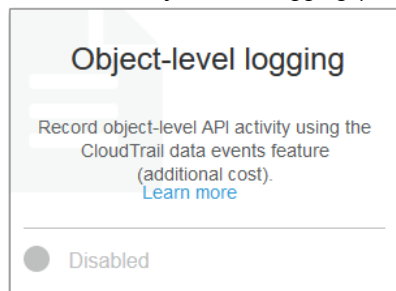 Object-level logging
Record object-level API activity using the
CloudTrail data events feature
(additional cost).
Learn more
Disabled